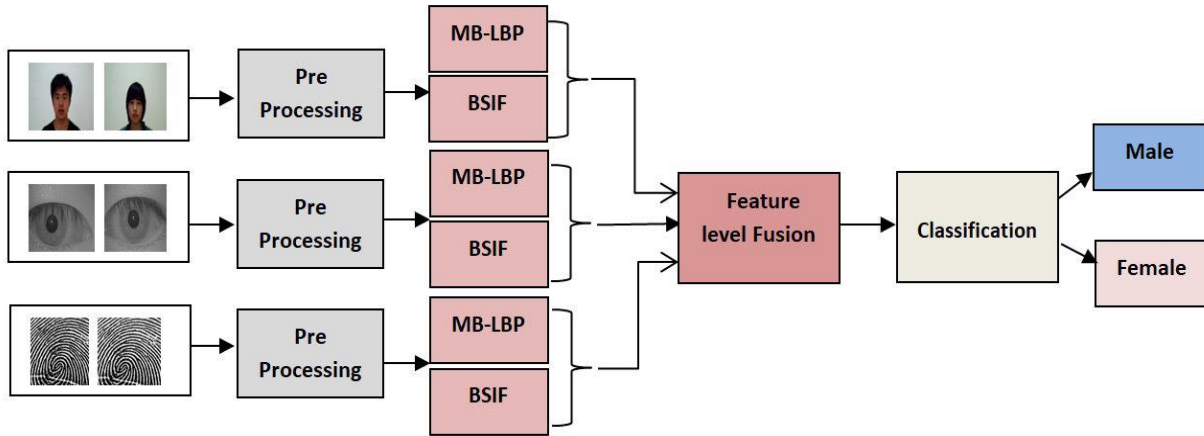 MB-LBP
BSIF
Pre
Processing
MB-LBP
BSIF
Pre
Processing
MB-LBP
BSIF
Pre
Processing
Feature
level Fusion
Classification
Male
Female